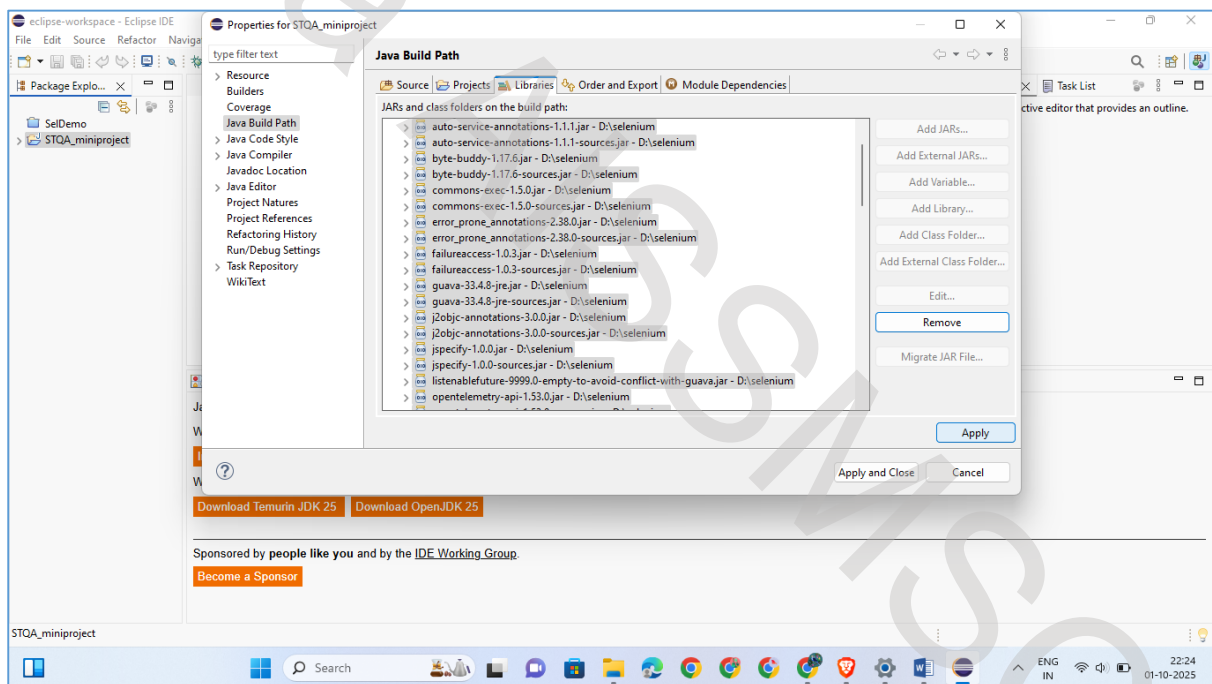 eclipse-workspace - Eclipse IDE
File Edit Source Refactor Naviga
Package Explo...
SelDemo
STQA_miniproject
Properties for STQA_miniproject
type filter text
Resource
Builders
Coverage
Java Build Path
Java Code Style
Java Compiler
Javadoc Location
Java Editor
Project Natures
Project References
Refactoring History
Run/Debug Settings
Task Repository
WikiText
Java Build Path
Source Projects Libraries Order and Export Module Dependencies
JARs and class folders on the build path:
auto-service-annotations-1.1.1.jar - D:\selenium
auto-service-annotations-1.1.1-sources.jar - D:\selenium
byte-buddy-1.17.6.jar - D:\selenium
byte-buddy-1.17.6-sources.jar - D:\selenium
commons-exec-1.5.0.jar - D:\selenium
commons-exec-1.5.0-sources.jar - D:\selenium
error_prone_annotations-2.38.0.jar - D:\selenium
error_prone_annotations-2.38.0-sources.jar - D:\selenium
failureaccess-1.0.3.jar - D:\selenium
failureaccess-1.0.3-sources.jar - D:\selenium
guava-33.4.8-jre.jar - D:\selenium
guava-33.4.8-jre-sources.jar - D:\selenium
j2objc-annotations-3.0.0.jar - D:\selenium
j2objc-annotations-3.0.0-sources.jar - D:\selenium
jspecify-1.0.0.jar - D:\selenium
jspecify-1.0.0-sources.jar - D:\selenium
listenablefuture-9999.0-empty-to-avoid-conflict-with-guava.jar - D:\selenium
opentelemetry-api-1.53.0.jar - D:\selenium
Add JARs...
Add External JARs...
Add Variable...
Add Library...
Add Class Folder...
Add External Class Folder...
Edit...
Remove
Migrate JAR File...
Apply
Apply and Close Cancel
Task List
ctive editor that provides an outline.
Download Temurin JDK 25 Download OpenJDK 25
Sponsored by people like you and by the IDE Working Group.
Become a Sponsor
STQA_miniproject
Search
ENG
IN
22:24
01-10-2025